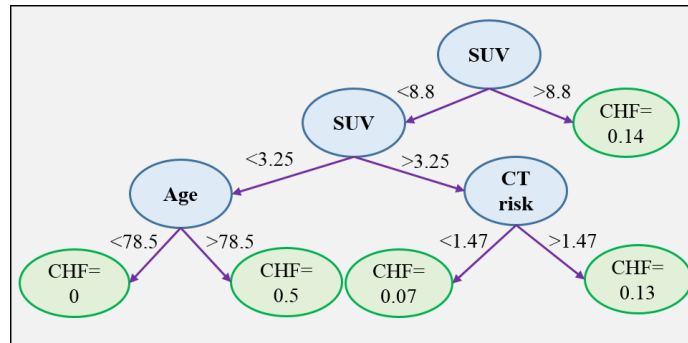 SUV
<8.8
>8.8
SUV
CHF=
0.14
<3.25
>3.25
Age
CT
risk
<78.5
>78.5
<1.47
>1.47
CHF=
0
CHF=
0.5
CHF=
0.07
CHF=
0.13